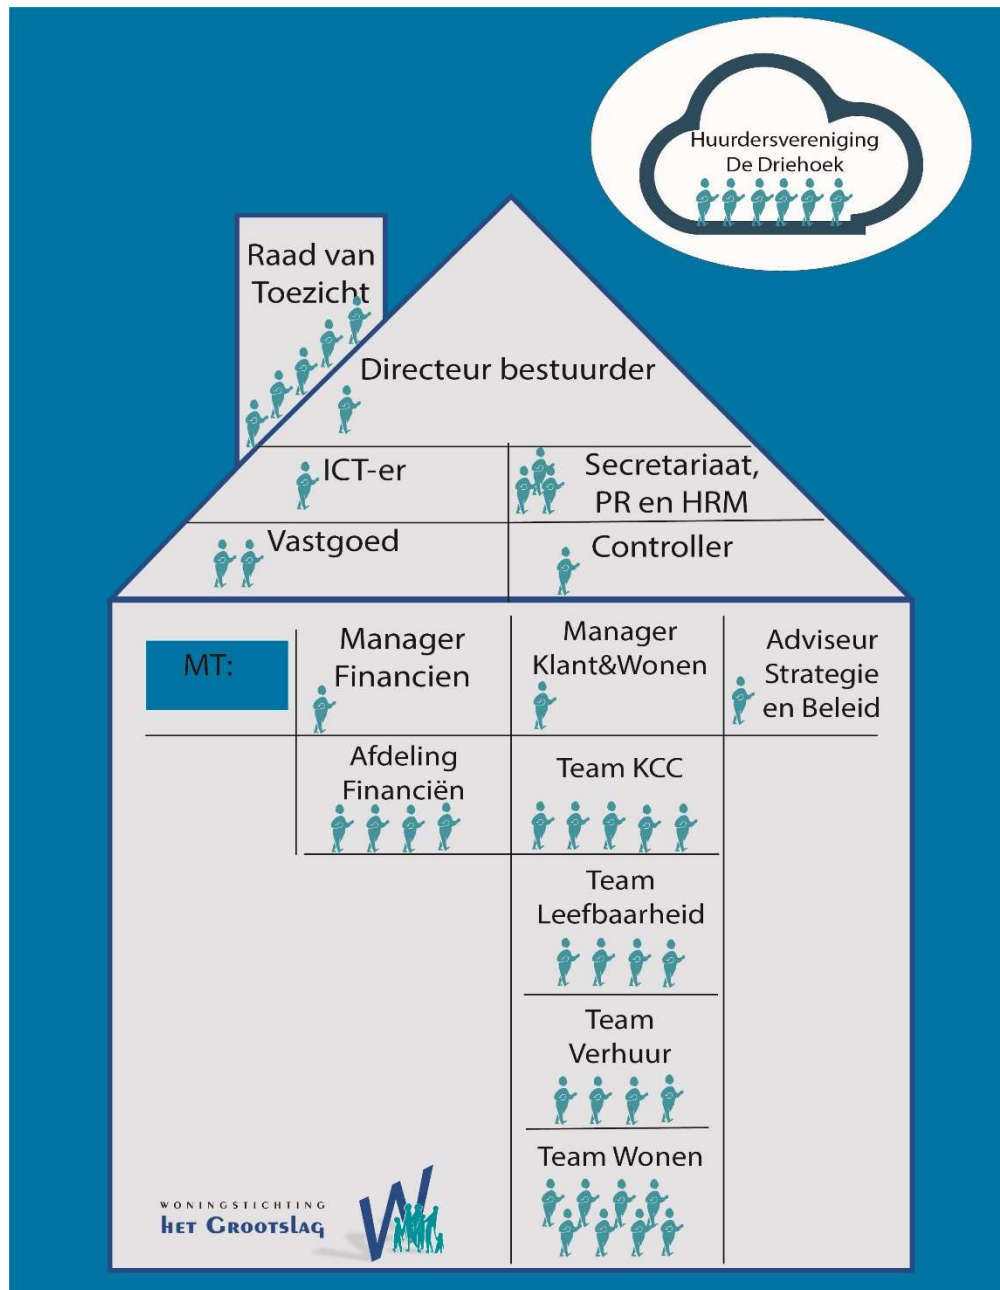 Huurdersvereniging
De Driehoek
Raad van
Toezicht
Directeur bestuurder
ICT-er
Secretariaat,
PR en HRM
Vastgoed
Controller
MT:
Manager
Financien
Manager
Klant&Wonen
Adviseur
Strategie
en Beleid
Afdeling
Financiën
Team KCC
Team
Leefbaarheid
Team
Verhuur
Team Wonen
WONINGSTICHTING
HET GROOTSLAG
W